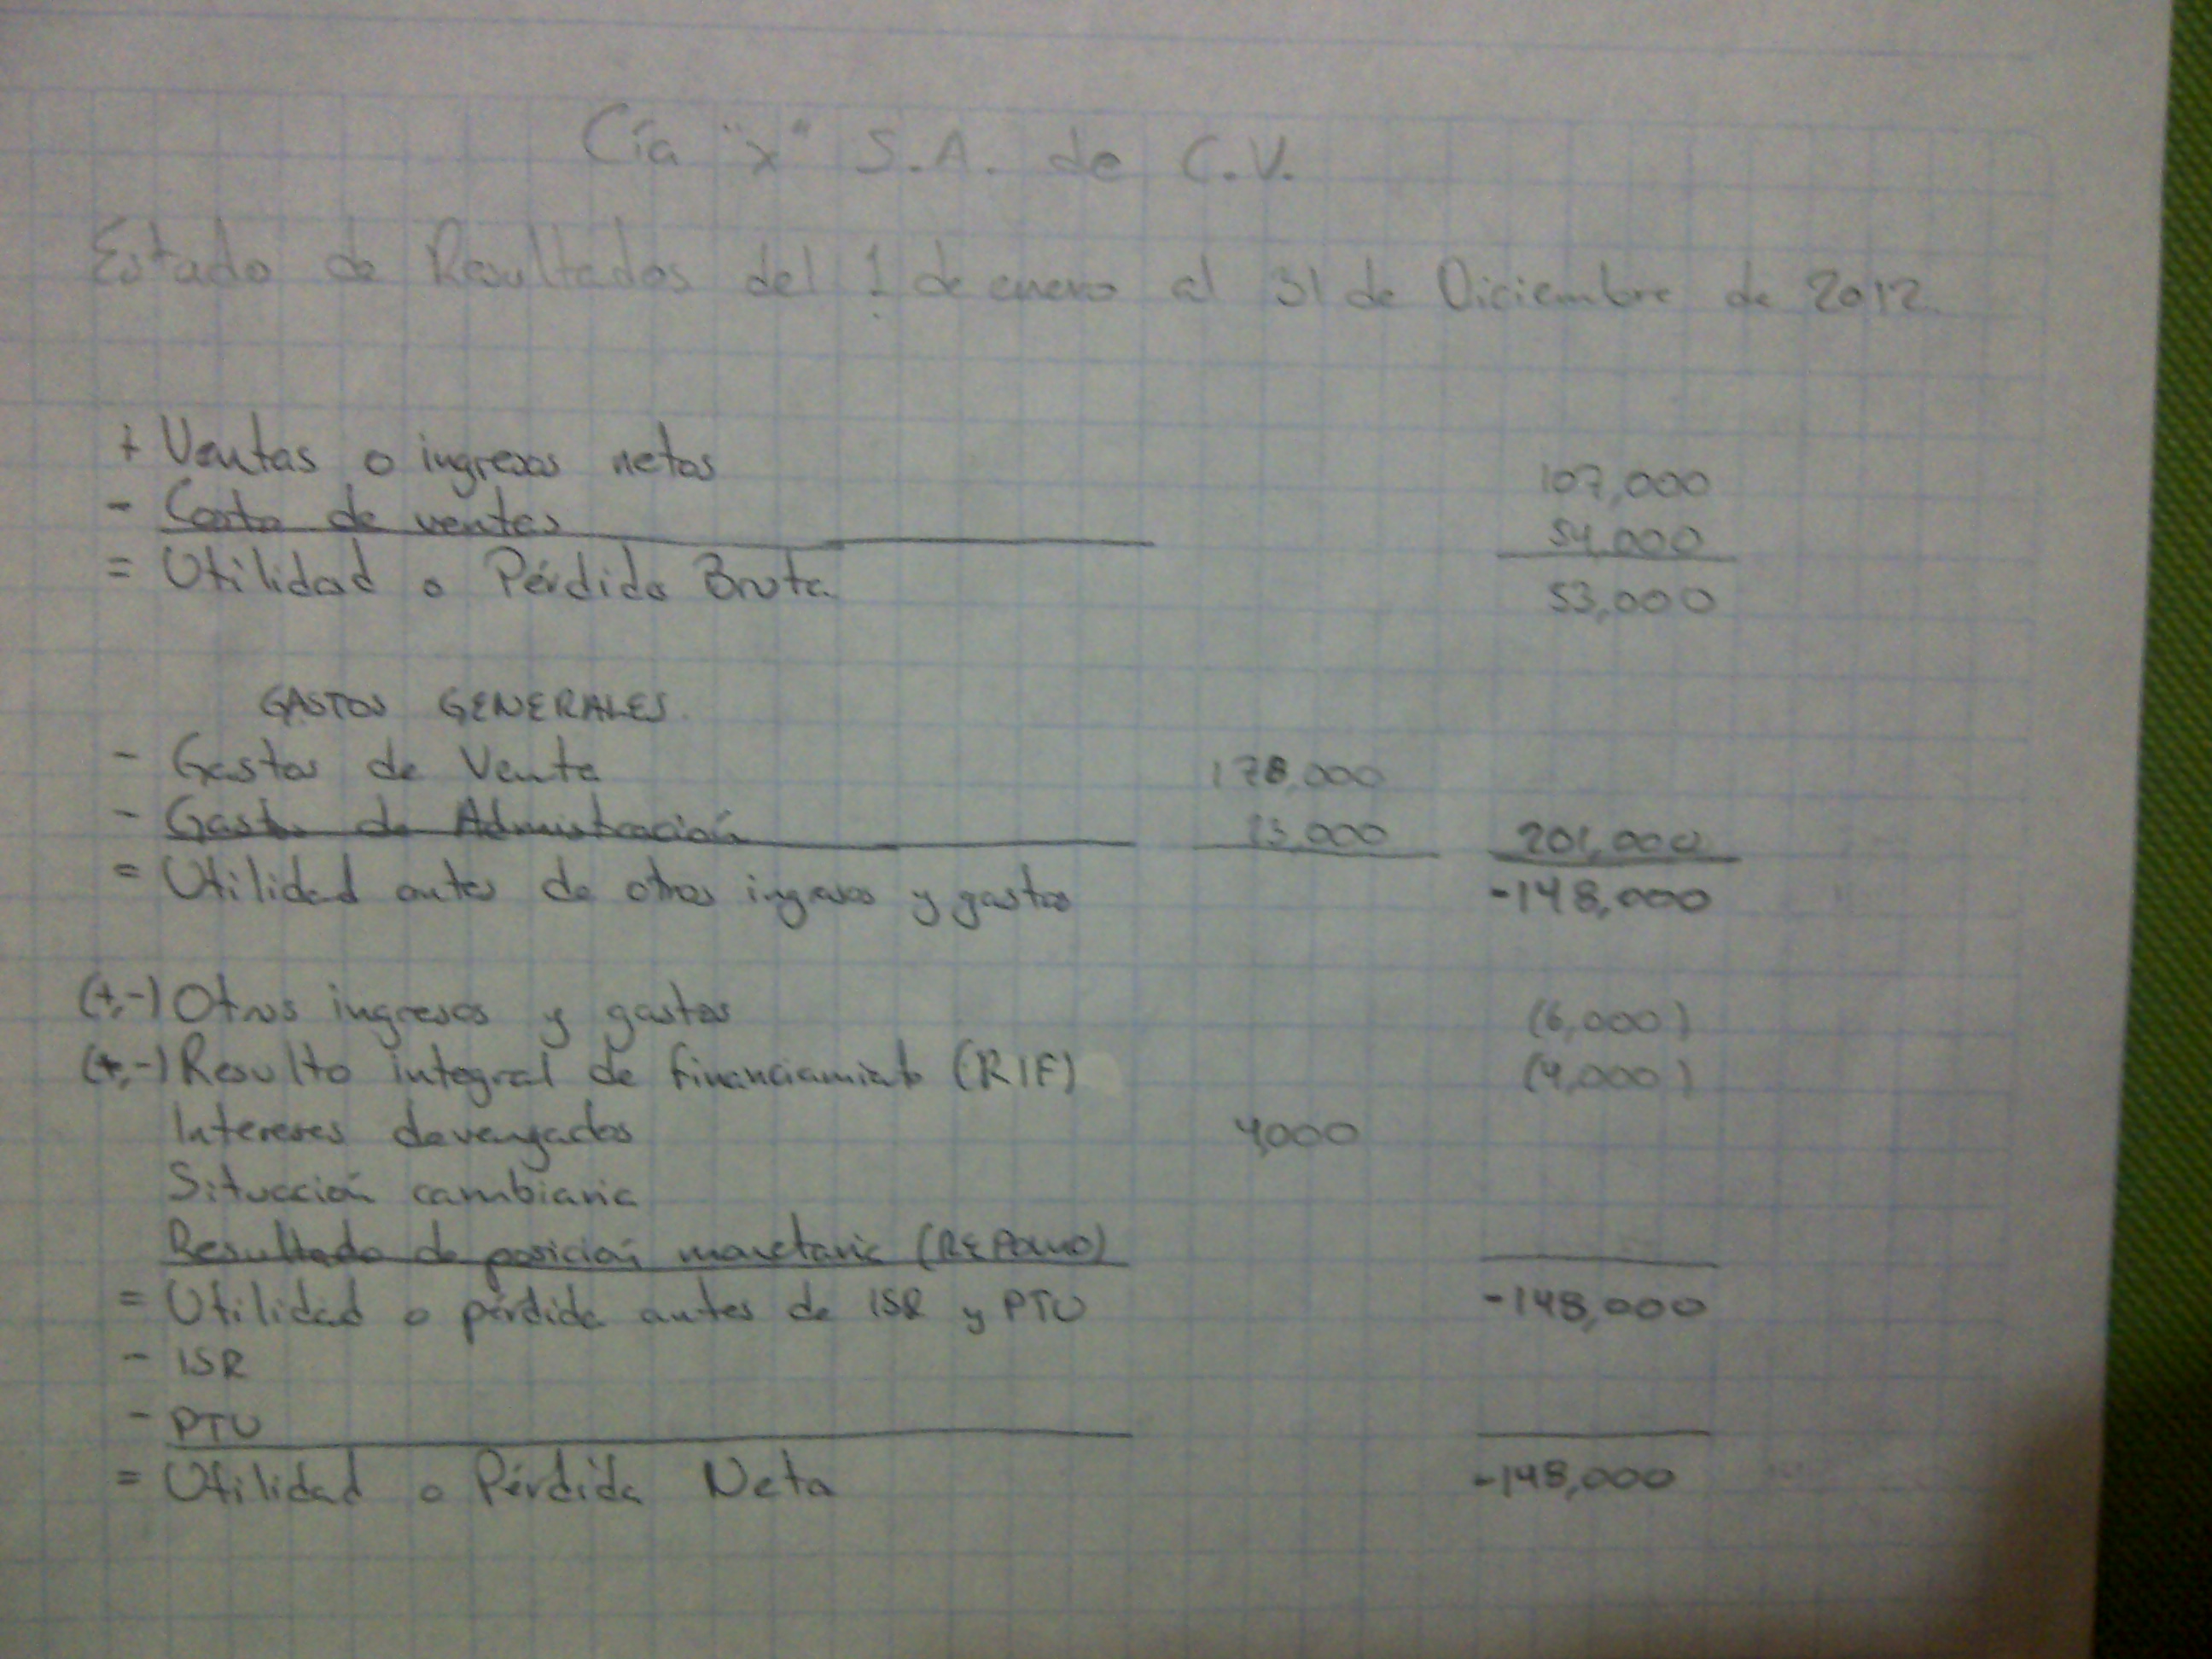 Cía "X" S.A. de C.V.
Estado de Resultados del 1 de enero al 31 de Diciembre de 2012
+ Ventas o ingresos netos 107,000
- Costo de ventas 54,000
= Utilidad o Pérdida Bruta 53,000
GASTOS GENERALES.
- Gastos de Venta 178,000
- Gastos de Administración 201,000
= Utilidad antes de otros ingresos y gastos -148,000
(+,-) Otros ingresos y gastos (6,000)
(+,-) Resulto integral de financiamiento (RIF) (4,000)
Intereses devengados 4,000
Situación cambiaria
Resultado de posición monetaria (REPOMO)
= Utilidad o pérdida antes de ISR y PTU -148,000
- ISR
- PTU
= Utilidad o Pérdida Neta -148,000